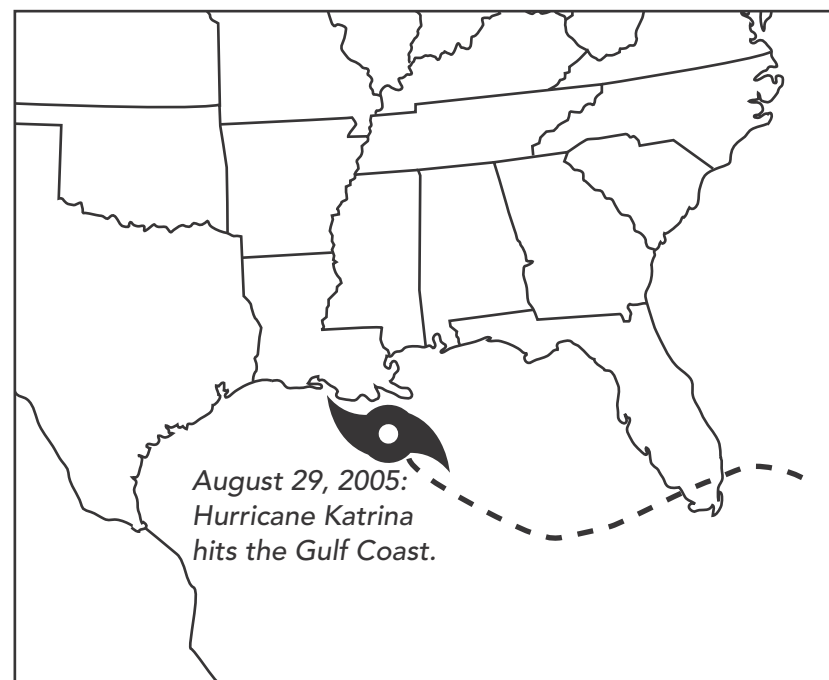 August 29, 2005:
Hurricane Katrina
hits the Gulf Coast.